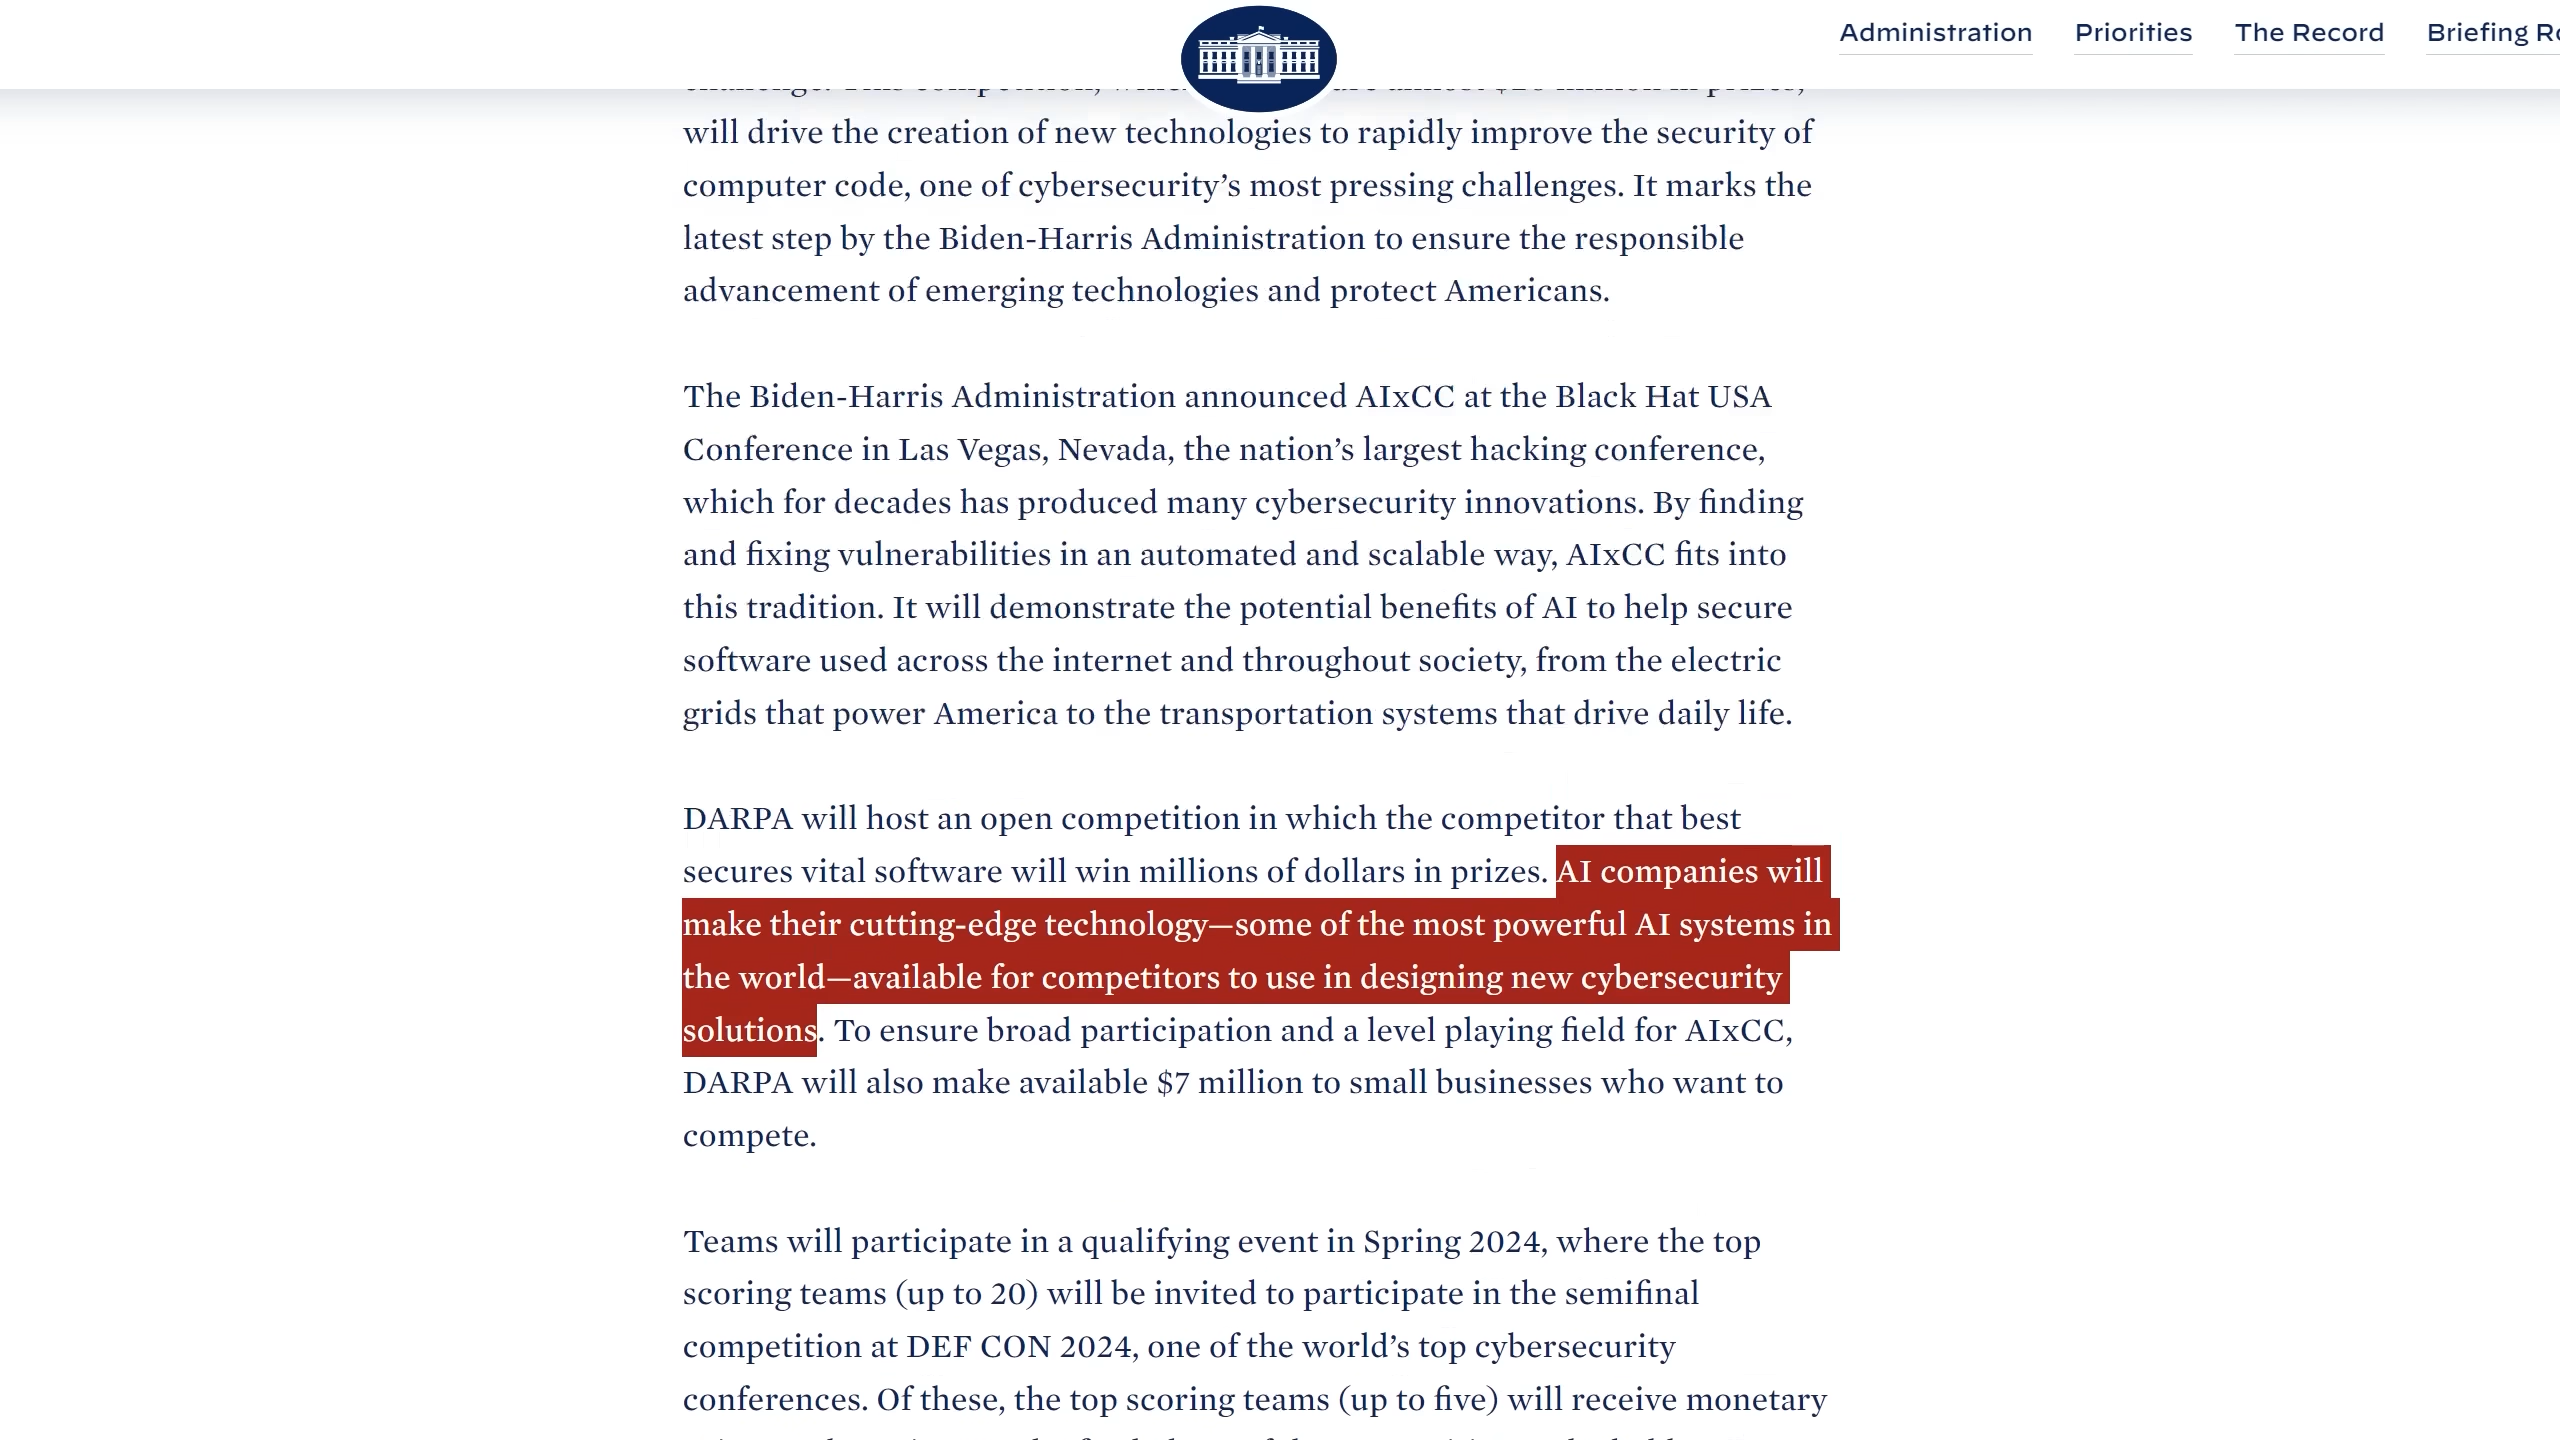 Administration Priorities The Record Briefing
will drive the creation of new technologies to rapidly improve the security of
computer code, one of cybersecurity’s most pressing challenges. It marks the
latest step by the Biden-Harris Administration to ensure the responsible
advancement of emerging technologies and protect Americans.
The Biden-Harris Administration announced AIxCC at the Black Hat USA
Conference in Las Vegas, Nevada, the nation’s largest hacking conference,
which for decades has produced many cybersecurity innovations. By finding
and fixing vulnerabilities in an automated and scalable way, AIxCC fits into
this tradition. It will demonstrate the potential benefits of AI to help secure
software used across the internet and throughout society, from the electric
grids that power America to the transportation systems that drive daily life.
DARPA will host an open competition in which the competitor that best
secures vital software will win millions of dollars in prizes. AI companies will
make their cutting-edge technology—some of the most powerful AI systems in
the world—available for competitors to use in designing new cybersecurity
solutions. To ensure broad participation and a level playing field for AIxCC,
DARPA will also make available $7 million to small businesses who want to
compete.
Teams will participate in a qualifying event in Spring 2024, where the top
scoring teams (up to 20) will be invited to participate in the semifinal
competition at DEF CON 2024, one of the world’s top cybersecurity
conferences. Of these, the top scoring teams (up to five) will receive monetary